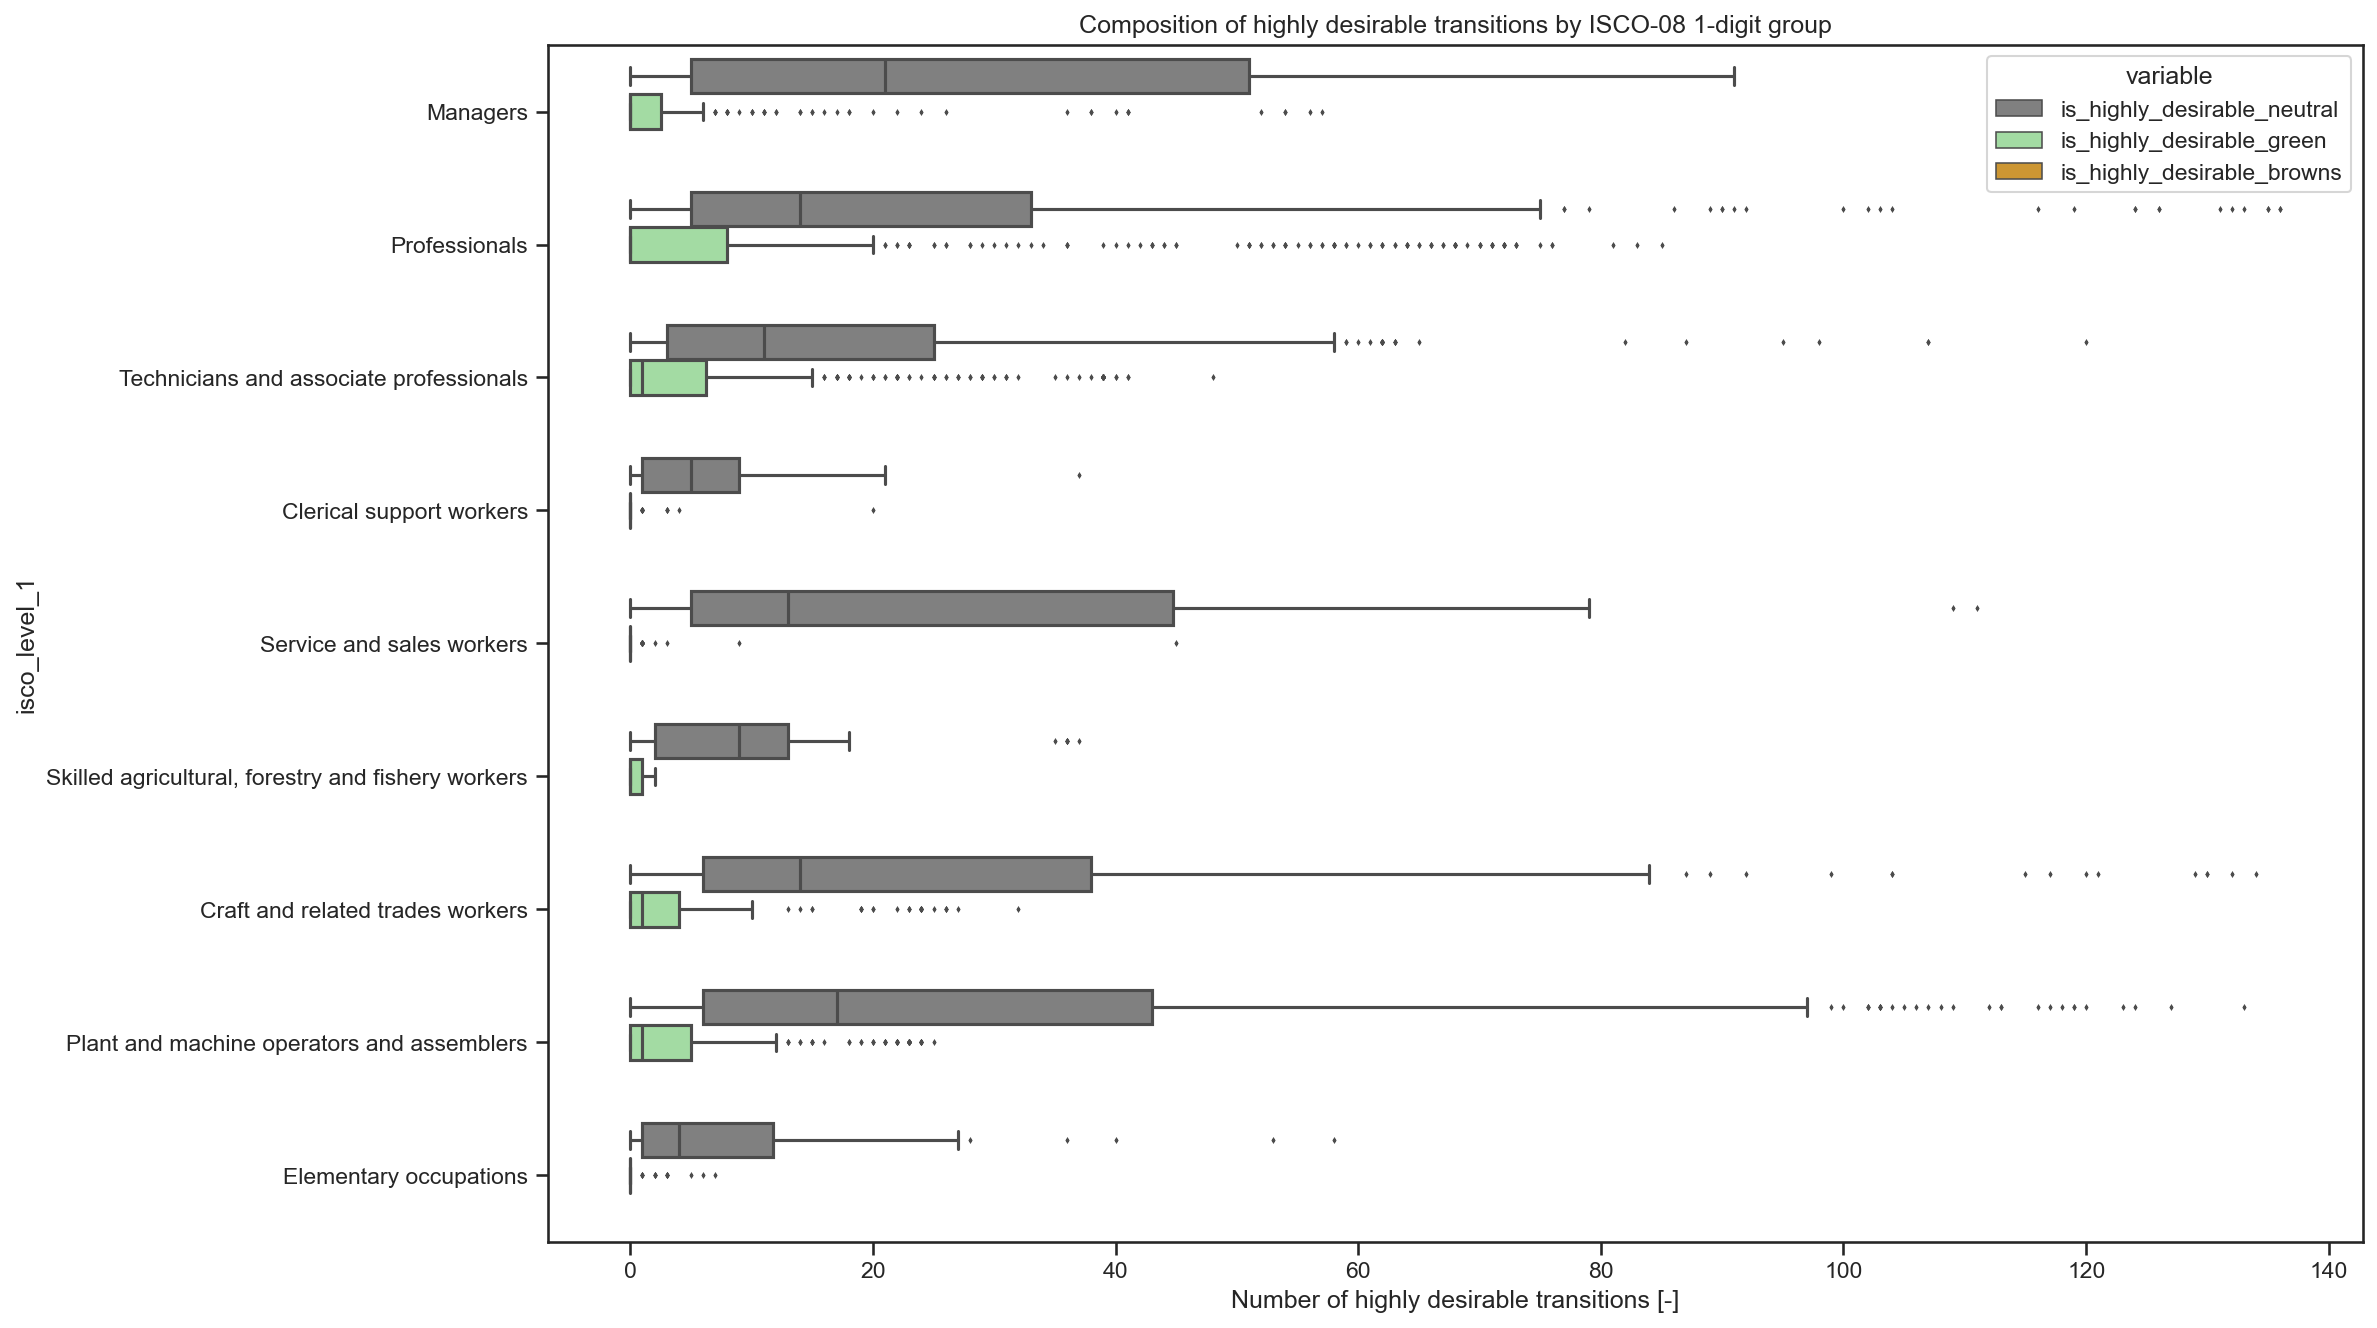 Composition of highly desirable transitions by ISCO-08 1-digit group
variable
is_highly_desirable_neutral
is_highly_desirable_green
is_highly_desirable_browns
isco_level_1
Managers
Professionals
Technicians and associate professionals
Clerical support workers
Service and sales workers
Skilled agricultural, forestry and fishery workers
Craft and related trades workers
Plant and machine operators and assemblers
Elementary occupations
0 20 40 60 80 100 120 140
Number of highly desirable transitions [-]